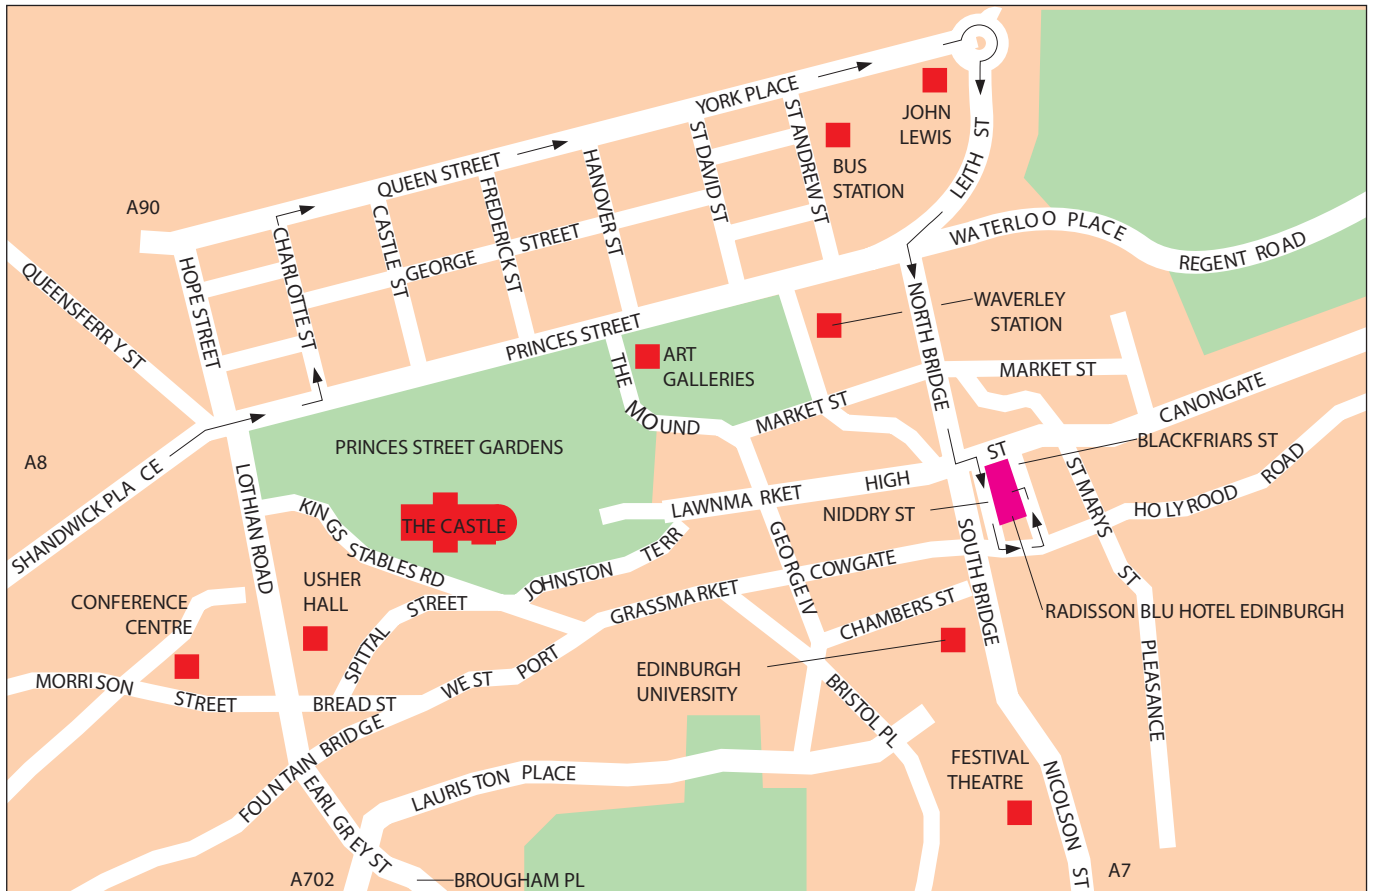 YORK PLACE
JOHN
LEWIS
ST ANDREW ST
ST DAVID ST
BUS
STATION
LEITH ST
QUEEN STREET
HANOVER ST
FREDERICK ST
CASTLE ST
CHARLOTTE ST
A90
HOPE STREET
GEORGE STREET
WATERLOO PLACE
REGENT ROAD
QUEENSFERRY ST
NORTH BRIDGE
WAVERLEY
STATION
PRINCES STREET
ART
GALLERIES
THE MOUND
MARKET ST
MARKET ST
CANONGATE
PRINCES STREET GARDENS
BLACKFRIARS ST
A8
SHANDWICK PLACE
LOTHIAN ROAD
HIGH ST
LAWNMARKET
NIDDRY ST
ST MARYS ST
HOLYROOD ROAD
KINGS STABLES RD
THE CASTLE
JOHNSTON TERR
GEORGE IV
COWGATE
SOUTH BRIDGE
USHER
HALL
CONFERENCE
CENTRE
SPITTAL STREET
GRASSMARKET
CHAMBERS ST
RADISSON BLU HOTEL EDINBURGH
PLEASANCE
EDINBURGH
UNIVERSITY
MORRISON STREET
BREAD ST
WEST PORT
BRISTOL PL
FOUNTAIN BRIDGE
LAURISTON PLACE
FESTIVAL
THEATRE
NICOLSON ST
EARL GREY ST
A702
BROUGHAM PL
A7